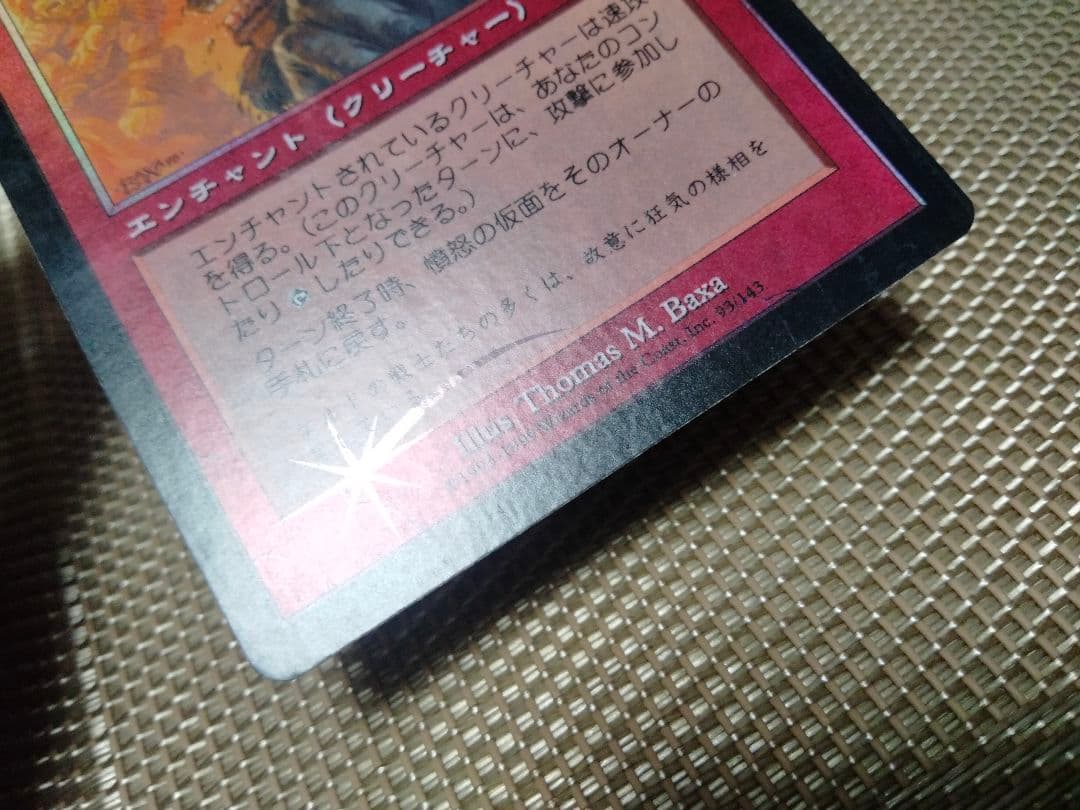 BAXA
エンチャント（クリーチャー）
エンチャントされているクリーチャーは速攻
を得る。（このクリーチャーは、あなたのコン
トロール下となったターンに、攻撃に参加し
たり したりできる。）
ターン終了時、憤怒の仮面をそのオーナーの
手札に戻す。
の戦士たちの多くは、故意に狂気の様相を
Illus Thomas M. Baxa
Wizards of the Coast, Inc. 93/143